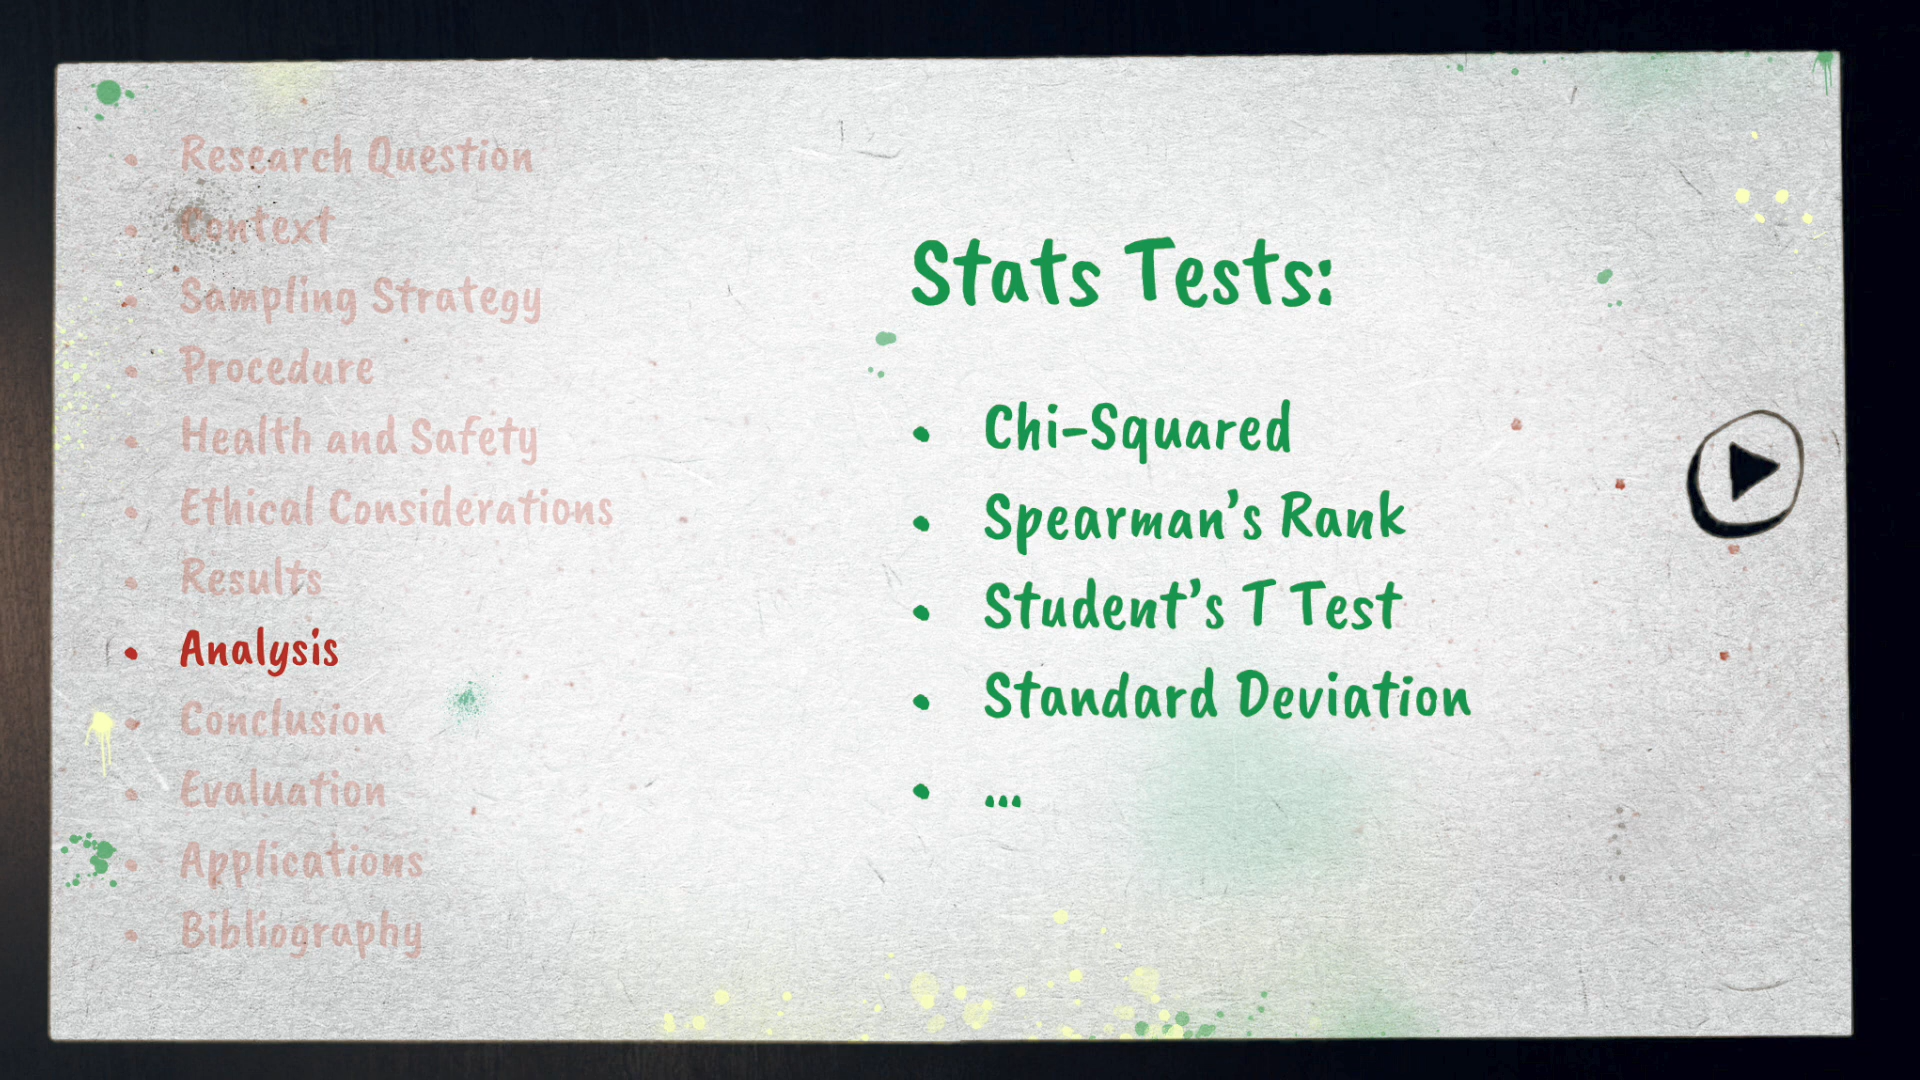 Research Question
Context
Sampling Strategy
Procedure
Health and Safety
Ethical Considerations
Results
Analysis
Conclusion
Evaluation
Applications
Bibliography
Stats Tests:
Chi-Squared
Spearman's Rank
Student's T Test
Standard Deviation
...